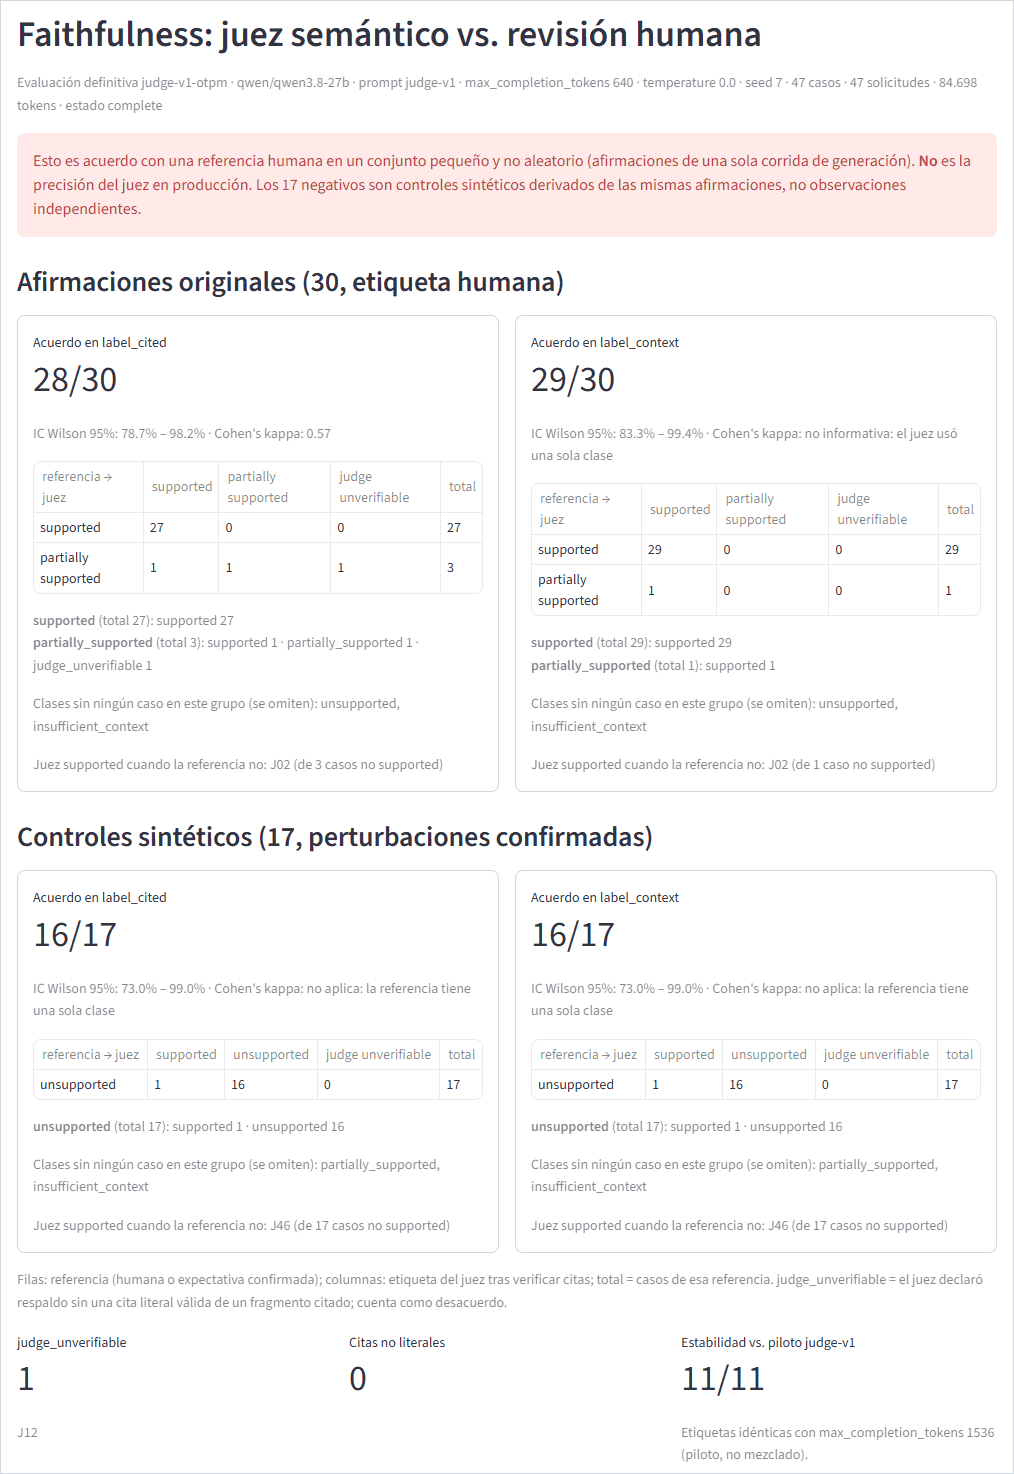 Faithfulness: juez semántico vs. revisión humana
Evaluación definitiva judge-v1-otpm · qwen/qwen3.8-27b · prompt judge-v1 · max_completion_tokens 640 · temperature 0.0 · seed 7 · 47 casos · 47 solicitudes · 84.698
tokens · estado complete
Esto es acuerdo con una referencia humana en un conjunto pequeño y no aleatorio (afirmaciones de una sola corrida de generación). No es la
precisión del juez en producción. Los 17 negativos son controles sintéticos derivados de las mismas afirmaciones, no observaciones
independientes.
Afirmaciones originales (30, etiqueta humana)
Acuerdo en label_cited
28/30
IC Wilson 95%: 78.7% – 98.2% · Cohen's kappa: 0.57
referencia → juez | supported | partially supported | judge unverifiable | total
supported | 27 | 0 | 0 | 27
partially supported | 1 | 1 | 1 | 3
supported (total 27): supported 27
partially_supported (total 3): supported 1 · partially_supported 1 ·
judge_unverifiable 1
Clases sin ningún caso en este grupo (se omiten): unsupported,
insufficient_context
Juez supported cuando la referencia no: J02 (de 3 casos no supported)
Acuerdo en label_context
29/30
IC Wilson 95%: 83.3% – 99.4% · Cohen's kappa: no informativa: el juez usó
una sola clase
referencia → juez | supported | partially supported | judge unverifiable | total
supported | 29 | 0 | 0 | 29
partially supported | 1 | 0 | 0 | 1
supported (total 29): supported 29
partially_supported (total 1): supported 1
Clases sin ningún caso en este grupo (se omiten): unsupported,
insufficient_context
Juez supported cuando la referencia no: J02 (de 1 caso no supported)
Controles sintéticos (17, perturbaciones confirmadas)
Acuerdo en label_cited
16/17
IC Wilson 95%: 73.0% – 99.0% · Cohen's kappa: no aplica: la referencia tiene
una sola clase
referencia → juez | supported | unsupported | judge unverifiable | total
unsupported | 1 | 16 | 0 | 17
unsupported (total 17): supported 1 · unsupported 16
Clases sin ningún caso en este grupo (se omiten): partially_supported,
insufficient_context
Juez supported cuando la referencia no: J46 (de 17 casos no supported)
Acuerdo en label_context
16/17
IC Wilson 95%: 73.0% – 99.0% · Cohen's kappa: no aplica: la referencia tiene
una sola clase
referencia → juez | supported | unsupported | judge unverifiable | total
unsupported | 1 | 16 | 0 | 17
unsupported (total 17): supported 1 · unsupported 16
Clases sin ningún caso en este grupo (se omiten): partially_supported,
insufficient_context
Juez supported cuando la referencia no: J46 (de 17 casos no supported)
Filas: referencia (humana o expectativa confirmada); columnas: etiqueta del juez tras verificar citas; total = casos de esa referencia. judge_unverifiable = el juez declaró
respaldo sin una cita literal válida de un fragmento citado; cuenta como desacuerdo.
judge_unverifiable
1
J12
Citas no literales
0
Estabilidad vs. piloto judge-v1
11/11
Etiquetas idénticas con max_completion_tokens 1536
(piloto, no mezclado).